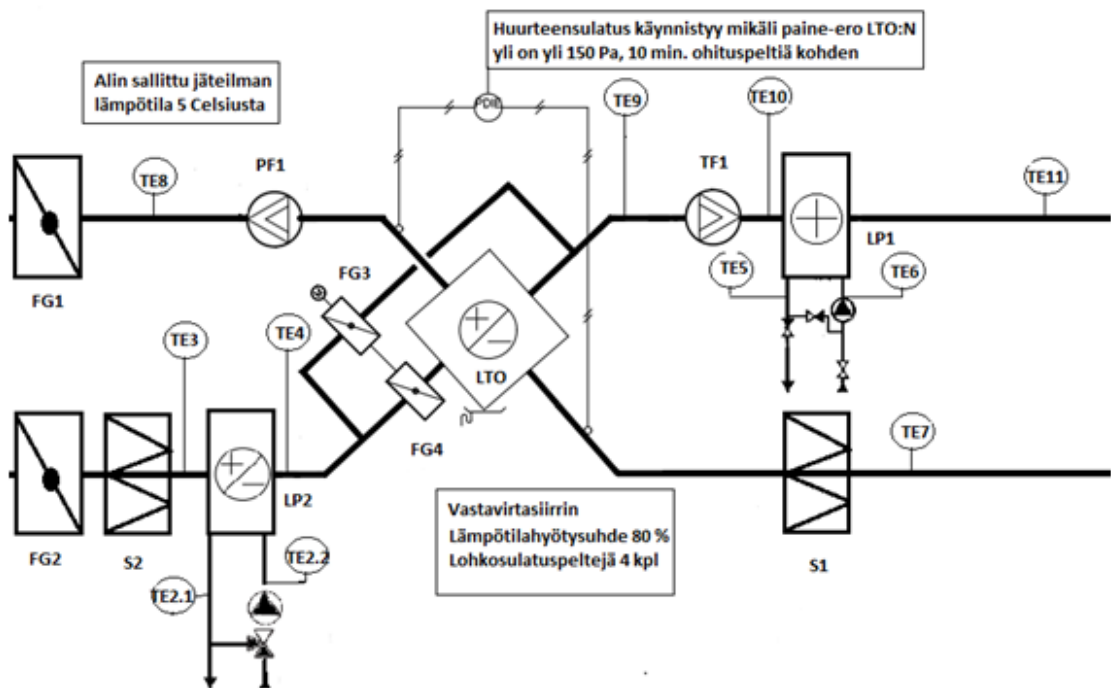 Huurteensulatus käynnistyy mikäli paine-ero LTO:N
yli on yli 150 Pa, 10 min. ohituspeltiä kohden
Alin sallittu jäteilman
lämpötila 5 Celsiusta
PDIE
TE9
TE10
PF1
TF1
TE8
TE11
LP1
FG1
FG3
TE5
TE6
TE3
TE4
LTO
FG4
TE7
LP2
Vastavirtasiirrin
Lämpötilahyötysuhde 80 %
Lohkosulatuspeltejä 4 kpl
FG2
S2
TE2.2
S1
TE2.1